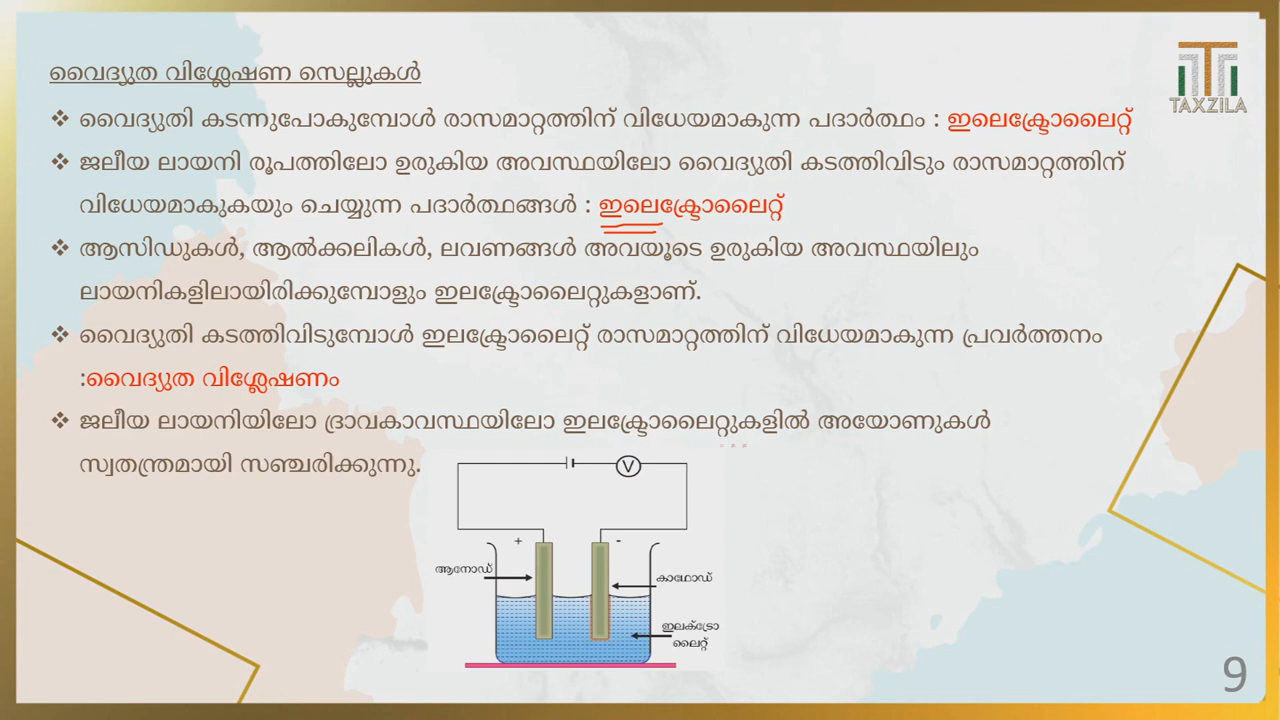 വൈദ്യുത വിശ്ലേഷണ സെല്ലുകൾ
TAXZILA
❖ വൈദ്യുതി കടന്നുപോകുമ്പോൾ രാസമാറ്റത്തിന് വിധേയമാകുന്ന പദാർത്ഥം : ഇലെക്ട്രോലൈറ്റ്
❖ ജലീയ ലായനി രൂപത്തിലോ ഉരുകിയ അവസ്ഥയിലോ വൈദ്യുതി കടത്തിവിടും രാസമാറ്റത്തിന്
വിധേയമാകുകയും ചെയ്യുന്ന പദാർത്ഥങ്ങൾ : ഇലെക്ട്രോലൈറ്റ്
❖ ആസിഡുകൾ, ആൽക്കലികൾ, ലവണങ്ങൾ അവയൂടെ ഉരുകിയ അവസ്ഥയിലും
ലായനികളിലായിരിക്കുമ്പോളും ഇലക്ട്രോലൈറ്റുകളാണ്.
❖ വൈദ്യുതി കടത്തിവിടുമ്പോൾ ഇലക്ട്രോലൈറ്റ് രാസമാറ്റത്തിന് വിധേയമാകുന്ന പ്രവർത്തനം
:വൈദ്യുത വിശ്ലേഷണം
❖ ജലീയ ലായനിയിലോ ദ്രാവകാവസ്ഥയിലോ ഇലക്ട്രോലൈറ്റുകളിൽ അയോണുകൾ
സ്വതന്ത്രമായി സഞ്ചരിക്കുന്നു.
V
+ -
ആനോഡ്
കാഥോഡ്
ഇലക്ട്രോ
ലൈറ്റ്
9